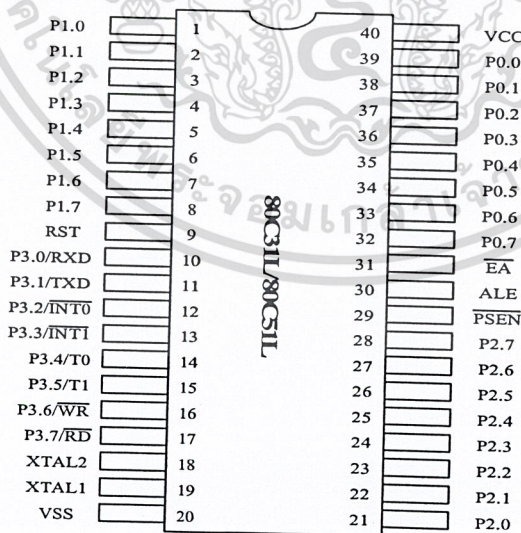 P1.0 1 40 VCC
P1.1 2 39 P0.0
P1.2 3 38 P0.1
P1.3 4 37 P0.2
P1.4 5 36 P0.3
P1.5 6 35 P0.4
P1.6 7 34 P0.5
P1.7 8 33 P0.6
RST 9 32 P0.7
P3.0/RXD 10 31 E̅A̅
P3.1/TXD 11 30 ALE
P3.2/I̅N̅T̅0̅ 12 29 P̅S̅E̅N̅
P3.3/I̅N̅T̅1̅ 13 28 P2.7
P3.4/T0 14 27 P2.6
P3.5/T1 15 26 P2.5
P3.6/W̅R̅ 16 25 P2.4
P3.7/R̅D̅ 17 24 P2.3
XTAL2 18 23 P2.2
XTAL1 19 22 P2.1
VSS 20 21 P2.0
80C31L/80C51L